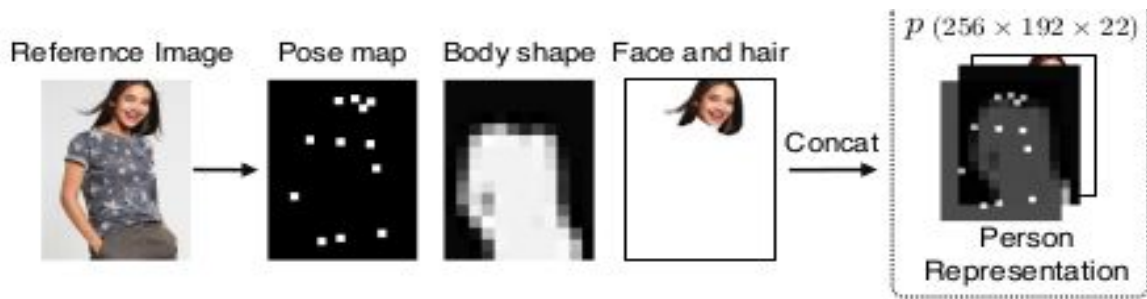 Reference Image
Pose map
Body shape
Face and hair
Concat
p (256 × 192 × 22)
Person
Representation